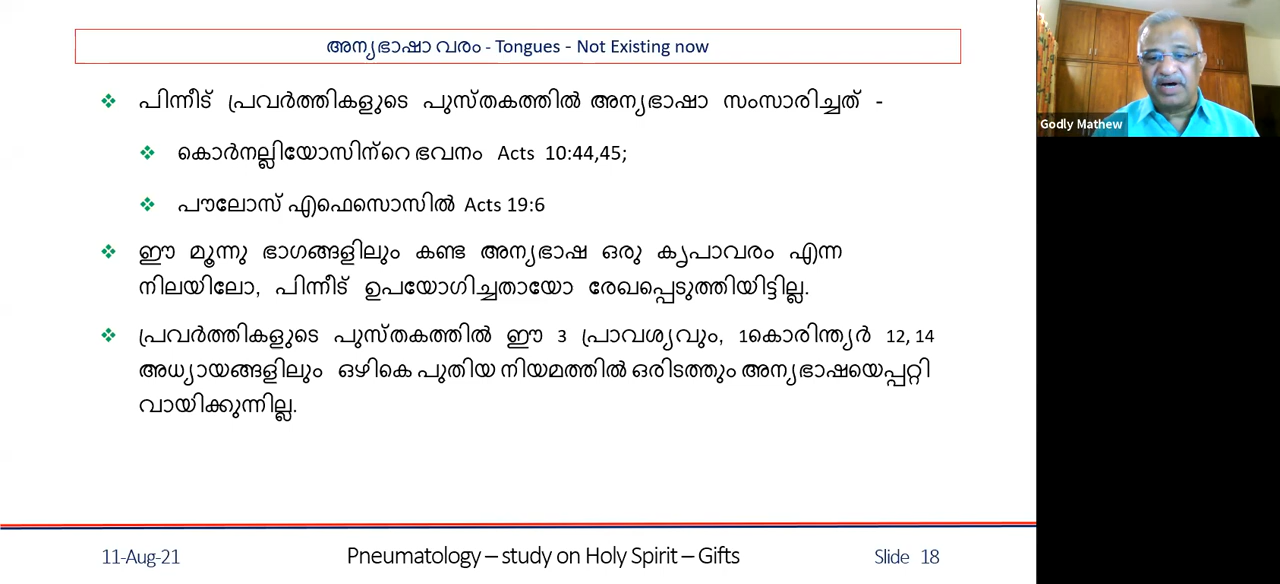 അന്യഭാഷാ വരം - Tongues - Not Existing now
❖ പിന്നീട് പ്രവർത്തികളുടെ പുസ്തകത്തിൽ അന്യഭാഷാ സംസാരിച്ചത് -
❖ കൊർനല്ലിയോസിന്റെ ഭവനം Acts 10:44,45;
❖ പൗലോസ് എഫെസൊസിൽ Acts 19:6
❖ ഈ മൂന്നു ഭാഗങ്ങളിലും കണ്ട അന്യഭാഷ ഒരു കൃപാവരം എന്ന
നിലയിലോ, പിന്നീട് ഉപയോഗിച്ചതായോ രേഖപ്പെടുത്തിയിട്ടില്ല.
❖ പ്രവർത്തികളുടെ പുസ്തകത്തിൽ ഈ 3 പ്രാവശ്യവും, 1കൊരിന്ത്യർ 12, 14
അധ്യായങ്ങളിലും ഒഴികെ പുതിയ നിയമത്തിൽ ഒരിടത്തും അന്യഭാഷയെപ്പറ്റി
വായിക്കുന്നില്ല.
Godly Mathew
11-Aug-21 Pneumatology – study on Holy Spirit – Gifts Slide 18